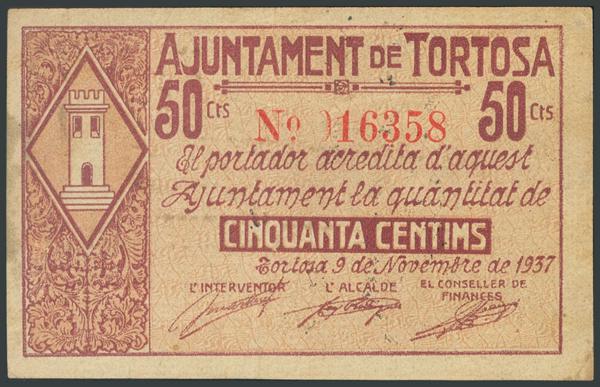 AJUNTAMENT DE TORTOSA
50 Cts 50 Cts
Nº 016358
El portador acredita d'aquest
Ajuntament la quántitat de
CINQUANTA CENTIMS
Tortosa 9 de Novembre de 1937
L'INTERVENTOR L'ALCALDE EL CONSELLER DE
FINANCES